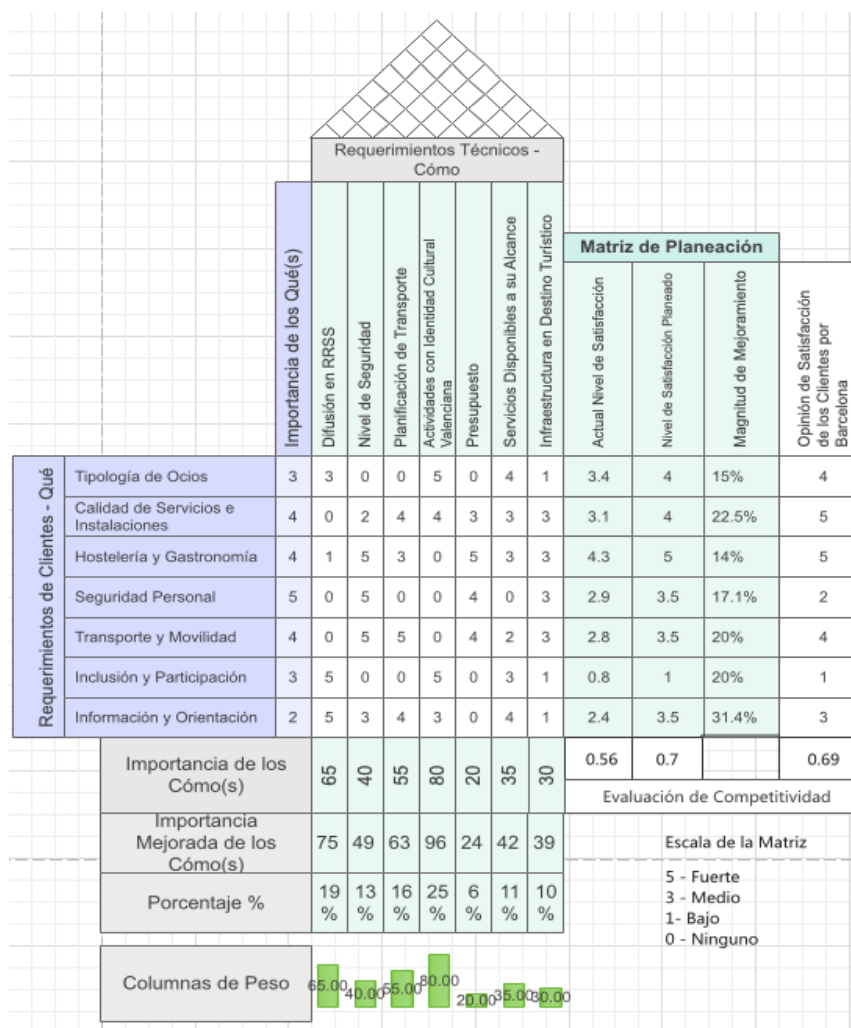 Requerimientos Técnicos -
Cómo
Matriz de Planeación
Importancia de los Qué(s)
Difusión en RRSS
Nivel de Seguridad
Planificación de Transporte
Actividades con Identidad Cultural
Valenciana
Presupuesto
Servicios Disponibles a su Alcance
Infraestructura en Destino Turístico
Actual Nivel de Satisfacción
Nivel de Satisfacción Planeado
Magnitud de Mejoramiento
Opinión de Satisfacción
de los Clientes por
Barcelona
Requerimientos de Clientes - Qué
Tipología de Ocios 3 3 0 0 5 0 4 1 3.4 4 15% 4
Calidad de Servicios e
Instalaciones 4 0 2 4 4 3 3 3 3.1 4 22.5% 5
Hostelería y Gastronomía 4 1 5 3 0 5 3 3 4.3 5 14% 5
Seguridad Personal 5 0 5 0 0 4 0 3 2.9 3.5 17.1% 2
Transporte y Movilidad 4 0 5 5 0 4 2 3 2.8 3.5 20% 4
Inclusión y Participación 3 5 0 0 5 0 3 1 0.8 1 20% 1
Información y Orientación 2 5 3 4 3 0 4 1 2.4 3.5 31.4% 3
Importancia de los
Cómo(s)
65 40 55 80 20 35 30
0.56 0.7 0.69
Evaluación de Competitividad
Importancia
Mejorada de los
Cómo(s)
75 49 63 96 24 42 39
Porcentaje %
19 % 13 % 16 % 25 % 6 % 11 % 10 %
Escala de la Matriz
5 - Fuerte
3 - Medio
1- Bajo
0 - Ninguno
Columnas de Peso
65.00 40.00 55.00 80.00 20.00 35.00 30.00